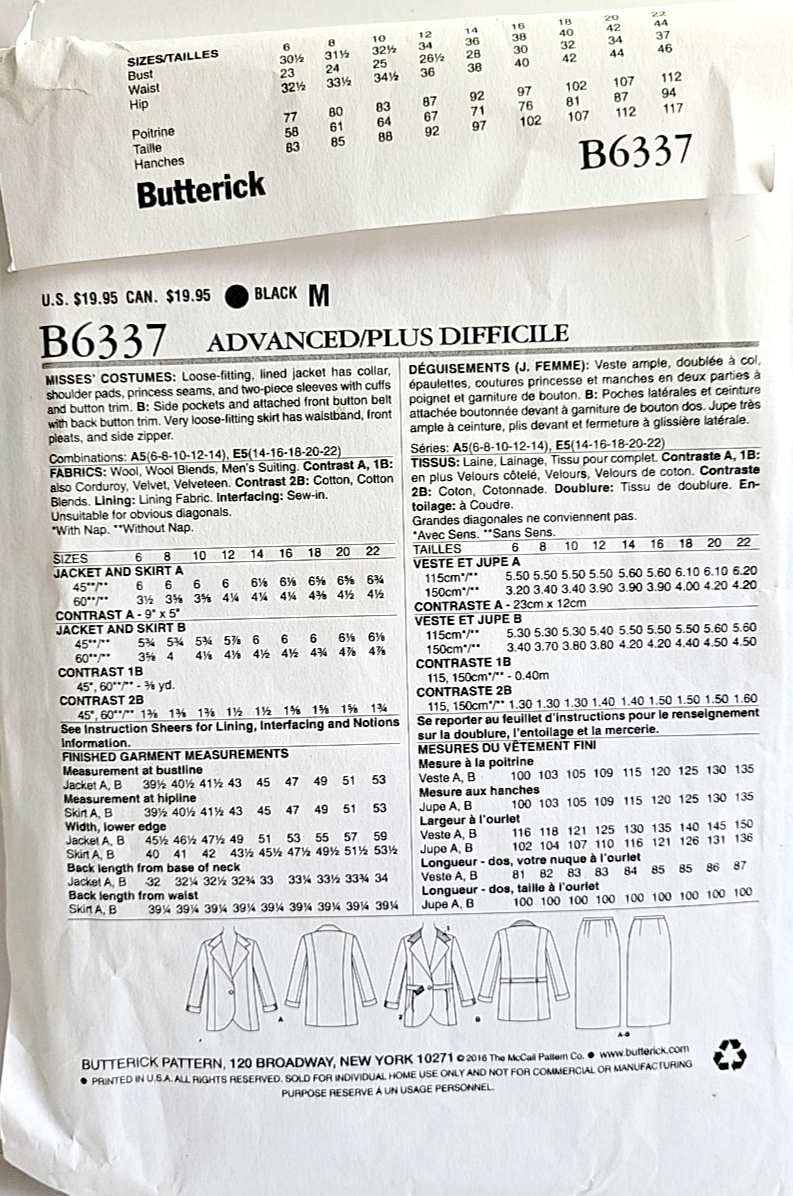 SIZES/TAILLES 6 8 10 12 14 16 18 20 22
Bust 30½ 31½ 32½ 34 36 38 40 42 44
Waist 23 24 25 26½ 28 30 32 34 37
Hip 32½ 33½ 34½ 36 38 40 42 44 46
Poitrine 77 80 83 87 92 97 102 107 112
Taille 58 61 64 67 71 76 81 87 94
Hanches 83 85 88 92 97 102 107 112 117
Butterick
B6337
U.S. $19.95 CAN. $19.95 ● BLACK M
B6337 ADVANCED/PLUS DIFFICILE
MISSES' COSTUMES: Loose-fitting, lined jacket has collar,
shoulder pads, princess seams, and two-piece sleeves with cuffs
and button trim. B: Side pockets and attached front button belt
with back button trim. Very loose-fitting skirt has waistband, front
pleats, and side zipper.
Combinations: A5(6-8-10-12-14), E5(14-16-18-20-22)
FABRICS: Wool, Wool Blends, Men's Suiting. Contrast A, 1B:
also Corduroy, Velvet, Velveteen. Contrast 2B: Cotton, Cotton
Blends. Lining: Lining Fabric. Interfacing: Sew-in.
Unsuitable for obvious diagonals.
*With Nap. **Without Nap.
SIZES 6 8 10 12 14 16 18 20 22
JACKET AND SKIRT A
45"*/** 6 6 6 6 6⅛ 6⅛ 6⅝ 6⅝ 6¾
60"*/** 3½ 3⅝ 3⅝ 4¼ 4¼ 4¼ 4⅜ 4½ 4½
CONTRAST A - 9" x 5"
JACKET AND SKIRT B
45"*/** 5¾ 5¾ 5¾ 5⅞ 6 6 6 6⅛ 6⅛
60"*/** 3⅝ 4 4⅛ 4⅛ 4½ 4½ 4¾ 4⅞ 4⅞
CONTRAST 1B
45", 60"*/** - ⅜ yd.
CONTRAST 2B
45", 60"*/** 1⅜ 1⅜ 1⅜ 1½ 1½ 1⅝ 1⅝ 1⅝ 1¾
See Instruction Sheers for Lining, Interfacing and Notions
Information.
FINISHED GARMENT MEASUREMENTS
Measurement at bustline
Jacket A, B 39½ 40½ 41½ 43 45 47 49 51 53
Measurement at hipline
Skirt A, B 39½ 40½ 41½ 43 45 47 49 51 53
Width, lower edge
Jacket A, B 45½ 46½ 47½ 49 51 53 55 57 59
Skirt A, B 40 41 42 43½ 45½ 47½ 49½ 51½ 53½
Back length from base of neck
Jacket A, B 32 32¼ 32½ 32¾ 33 33¼ 33½ 33¾ 34
Back length from waist
Skirt A, B 39¼ 39¼ 39¼ 39¼ 39¼ 39¼ 39¼ 39¼ 39¼
DÉGUISEMENTS (J. FEMME): Veste ample, doublée à col,
épaulettes, coutures princesse et manches en deux parties à
poignet et garniture de bouton. B: Poches latérales et ceinture
attachée boutonnée devant à garniture de bouton dos. Jupe très
ample à ceinture, plis devant et fermeture à glissière latérale.
Séries: A5(6-8-10-12-14), E5(14-16-18-20-22)
TISSUS: Laine, Lainage, Tissu pour complet. Contraste A, 1B:
en plus Velours côtelé, Velours, Velours de coton. Contraste
2B: Coton, Cotonnade. Doublure: Tissu de doublure. En-
toilage: à Coudre.
Grandes diagonales ne conviennent pas.
*Avec Sens. **Sans Sens.
TAILLES 6 8 10 12 14 16 18 20 22
VESTE ET JUPE A
115cm*/** 5.50 5.50 5.50 5.50 5.60 5.60 6.10 6.10 6.20
150cm*/** 3.20 3.40 3.40 3.90 3.90 3.90 4.00 4.20 4.20
CONTRASTE A - 23cm x 12cm
VESTE ET JUPE B
115cm*/** 5.30 5.30 5.30 5.40 5.50 5.50 5.50 5.60 5.60
150cm*/** 3.40 3.70 3.80 3.80 4.20 4.20 4.40 4.50 4.50
CONTRASTE 1B
115, 150cm*/** - 0.40m
CONTRASTE 2B
115, 150cm*/** 1.30 1.30 1.30 1.40 1.40 1.50 1.50 1.50 1.60
Se reporter au feuillet d'instructions pour le renseignement
sur la doublure, l'entoilage et la mercerie.
MESURES DU VÊTEMENT FINI
Mesure à la poitrine
Veste A, B 100 103 105 109 115 120 125 130 135
Mesure aux hanches
Jupe A, B 100 103 105 109 115 120 125 130 135
Largeur à l'ourlet
Veste A, B 116 118 121 125 130 135 140 145 150
Jupe A, B 102 104 107 110 116 121 126 131 136
Longueur - dos, votre nuque à l'ourlet
Veste A, B 81 82 83 83 84 85 85 86 87
Longueur - dos, taille à l'ourlet
Jupe A, B 100 100 100 100 100 100 100 100 100
1
A 2 B A-B
BUTTERICK PATTERN, 120 BROADWAY, NEW YORK 10271 © 2016 The McCall Pattern Co. ● www.butterick.com
● PRINTED IN U.S.A. ALL RIGHTS RESERVED. SOLD FOR INDIVIDUAL HOME USE ONLY AND NOT FOR COMMERCIAL OR MANUFACTURING
PURPOSE RESERVE À UN USAGE PERSONNEL.